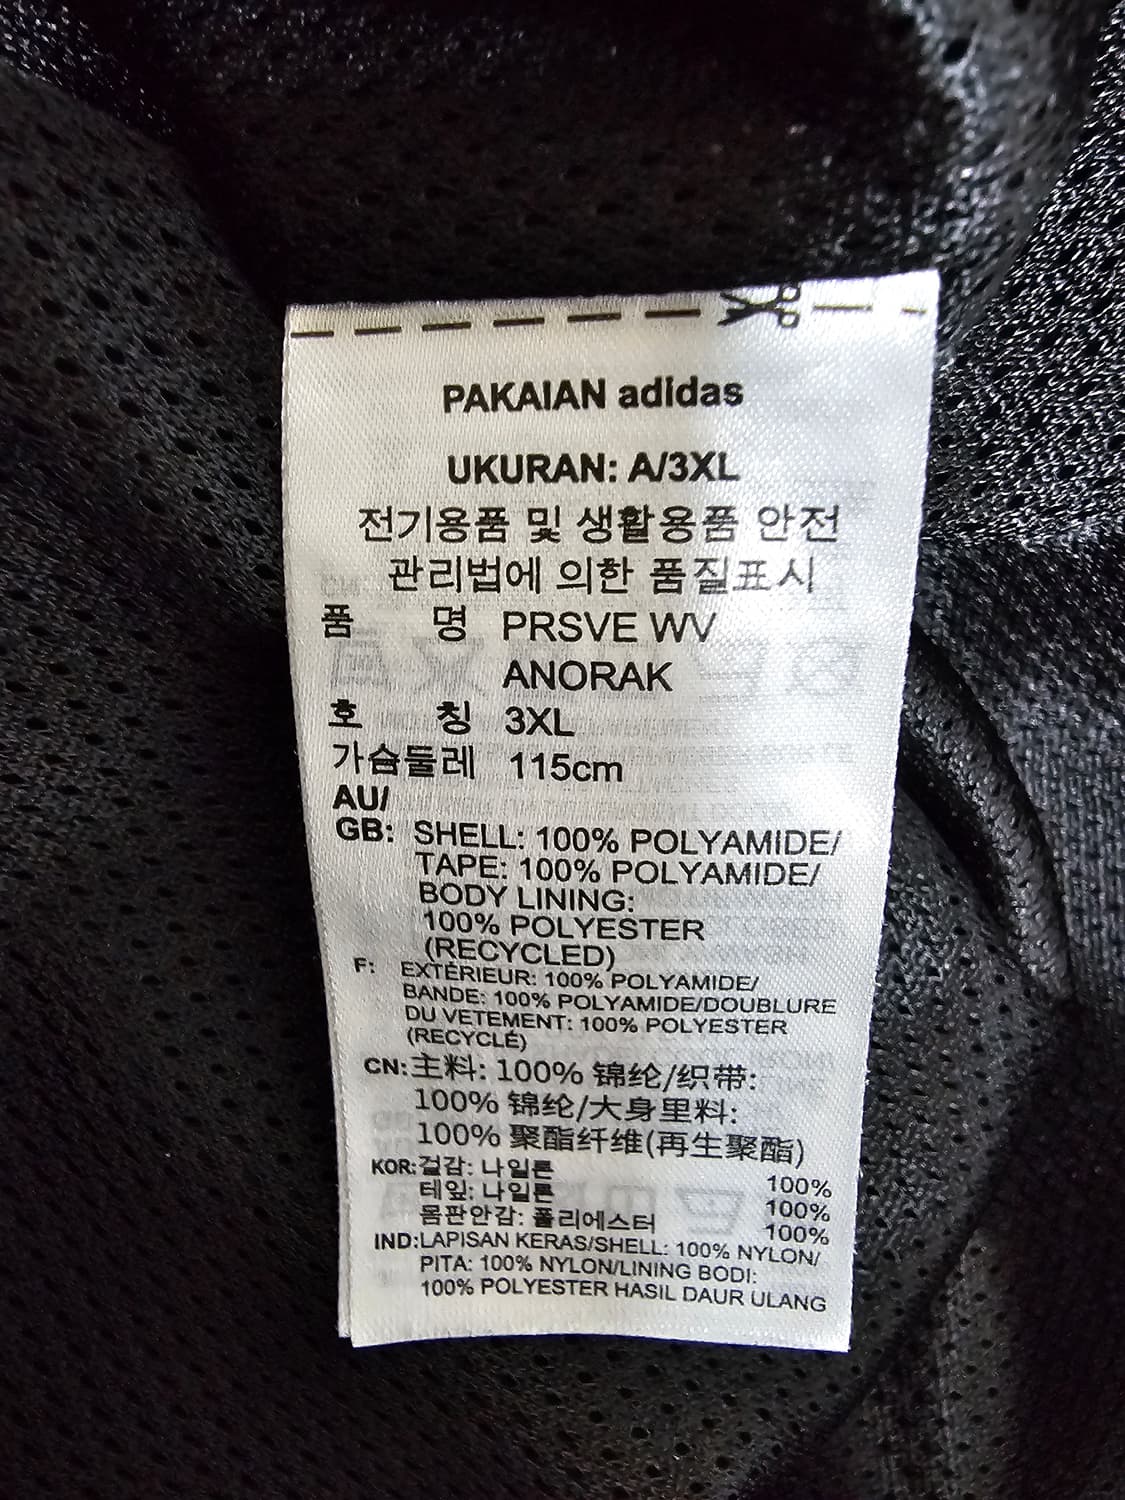 PAKAIAN adidas
UKURAN: A/3XL
전기용품 및 생활용품 안전
관리법에 의한 품질표시
품 명 PRSVE WV
ANORAK
호 칭 3XL
가슴둘레 115cm
AU/
GB: SHELL: 100% POLYAMIDE/
TAPE: 100% POLYAMIDE/
BODY LINING:
100% POLYESTER
(RECYCLED)
F: EXTÉRIEUR: 100% POLYAMIDE/
BANDE: 100% POLYAMIDE/DOUBLURE
DU VETEMENT: 100% POLYESTER
(RECYCLÉ)
CN: 主料: 100% 锦纶/织带:
100% 锦纶/大身里料:
100% 聚酯纤维(再生聚酯)
KOR: 겉감: 나일론 100%
테잎: 나일론 100%
몸판안감: 폴리에스터 100%
IND: LAPISAN KERAS/SHELL: 100% NYLON/
PITA: 100% NYLON/LINING BODI:
100% POLYESTER HASIL DAUR ULANG